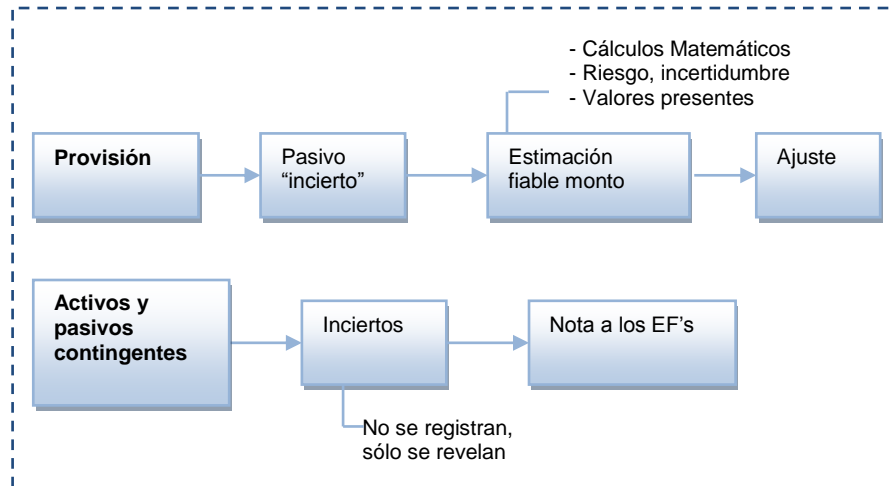 - Cálculos Matemáticos
- Riesgo, incertidumbre
- Valores presentes
Provisión
Pasivo
“incierto”
Estimación
fiable monto
Ajuste
Activos y
pasivos
contingentes
Inciertos
Nota a los EF’s
No se registran,
sólo se revelan